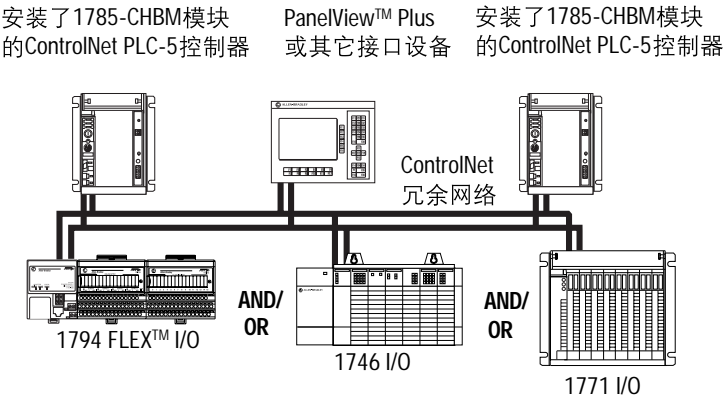 安装了1785-CHBM模块
的ControlNet PLC-5控制器
PanelView™ Plus
或其它接口设备
安装了1785-CHBM模块
的ControlNet PLC-5控制器
ALLEN-BRADLEY
ControlNet
冗余网络
1794 FLEX™ I/O
AND/
OR
1746 I/O
AND/
OR
1771 I/O